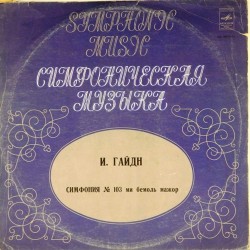 SYMPHONIC
MUSIC
СИМФОНИЧЕСКАЯ
МУЗЫКА
И. ГАЙДН
СИМФОНИЯ № 103 ми бемоль мажор